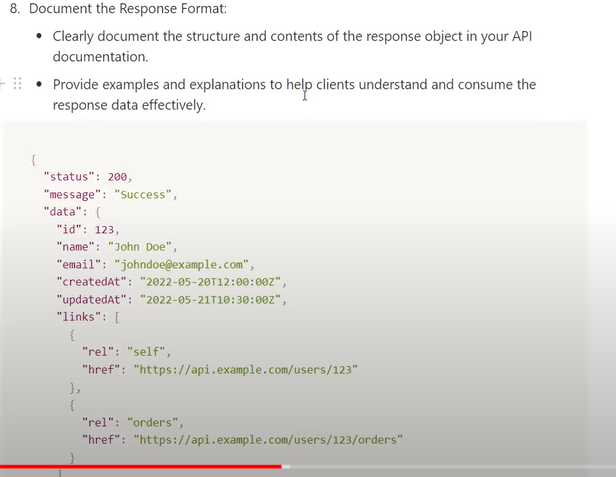 8. Document the Response Format:
• Clearly document the structure and contents of the response object in your API
documentation.
• Provide examples and explanations to help clients understand and consume the
response data effectively.
{
"status": 200,
"message": "Success",
"data": {
"id": 123,
"name": "John Doe",
"email": "johndoe@example.com",
"createdAt": "2022-05-20T12:00:00Z",
"updatedAt": "2022-05-21T10:30:00Z",
"links": [
{
"rel": "self",
"href": "https://api.example.com/users/123"
},
{
"rel": "orders",
"href": "https://api.example.com/users/123/orders"
}
]